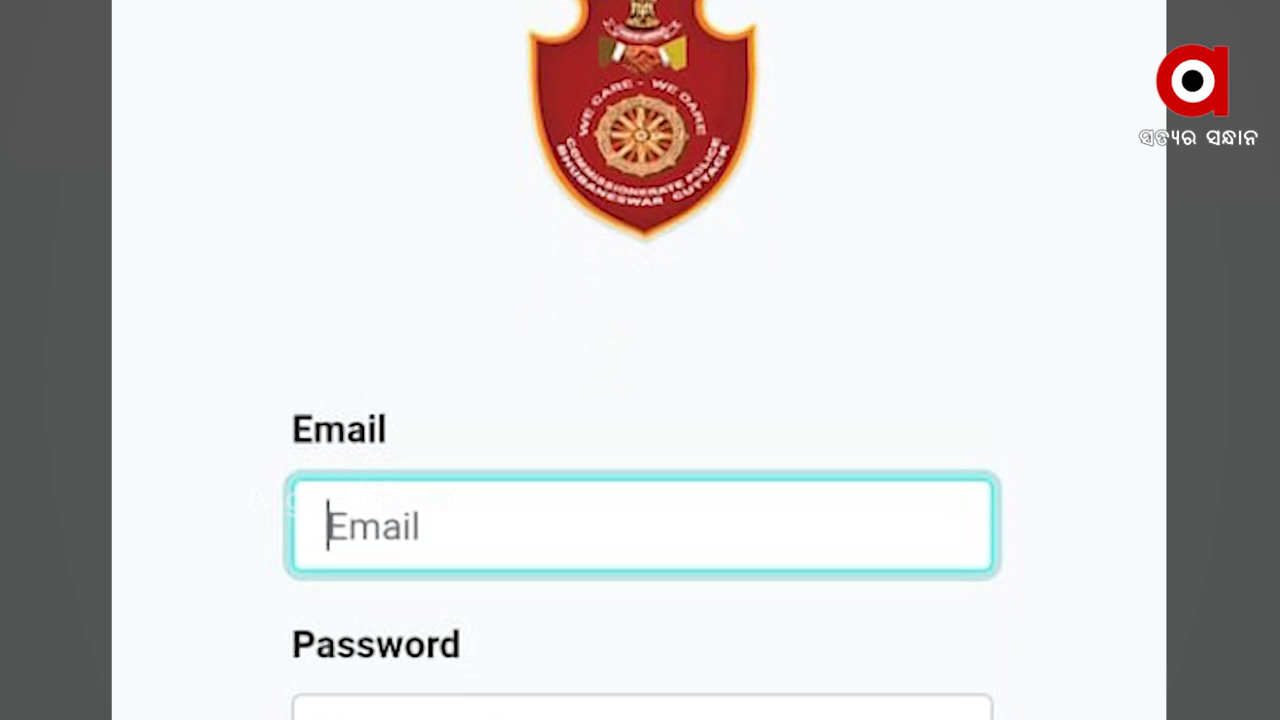 ସତ୍ୟର ସନ୍ଧାନ
WE CARE - WE DARE
COMMISSIONERATE POLICE
BHUBANESWAR CUTTACK
Email
Email
Password